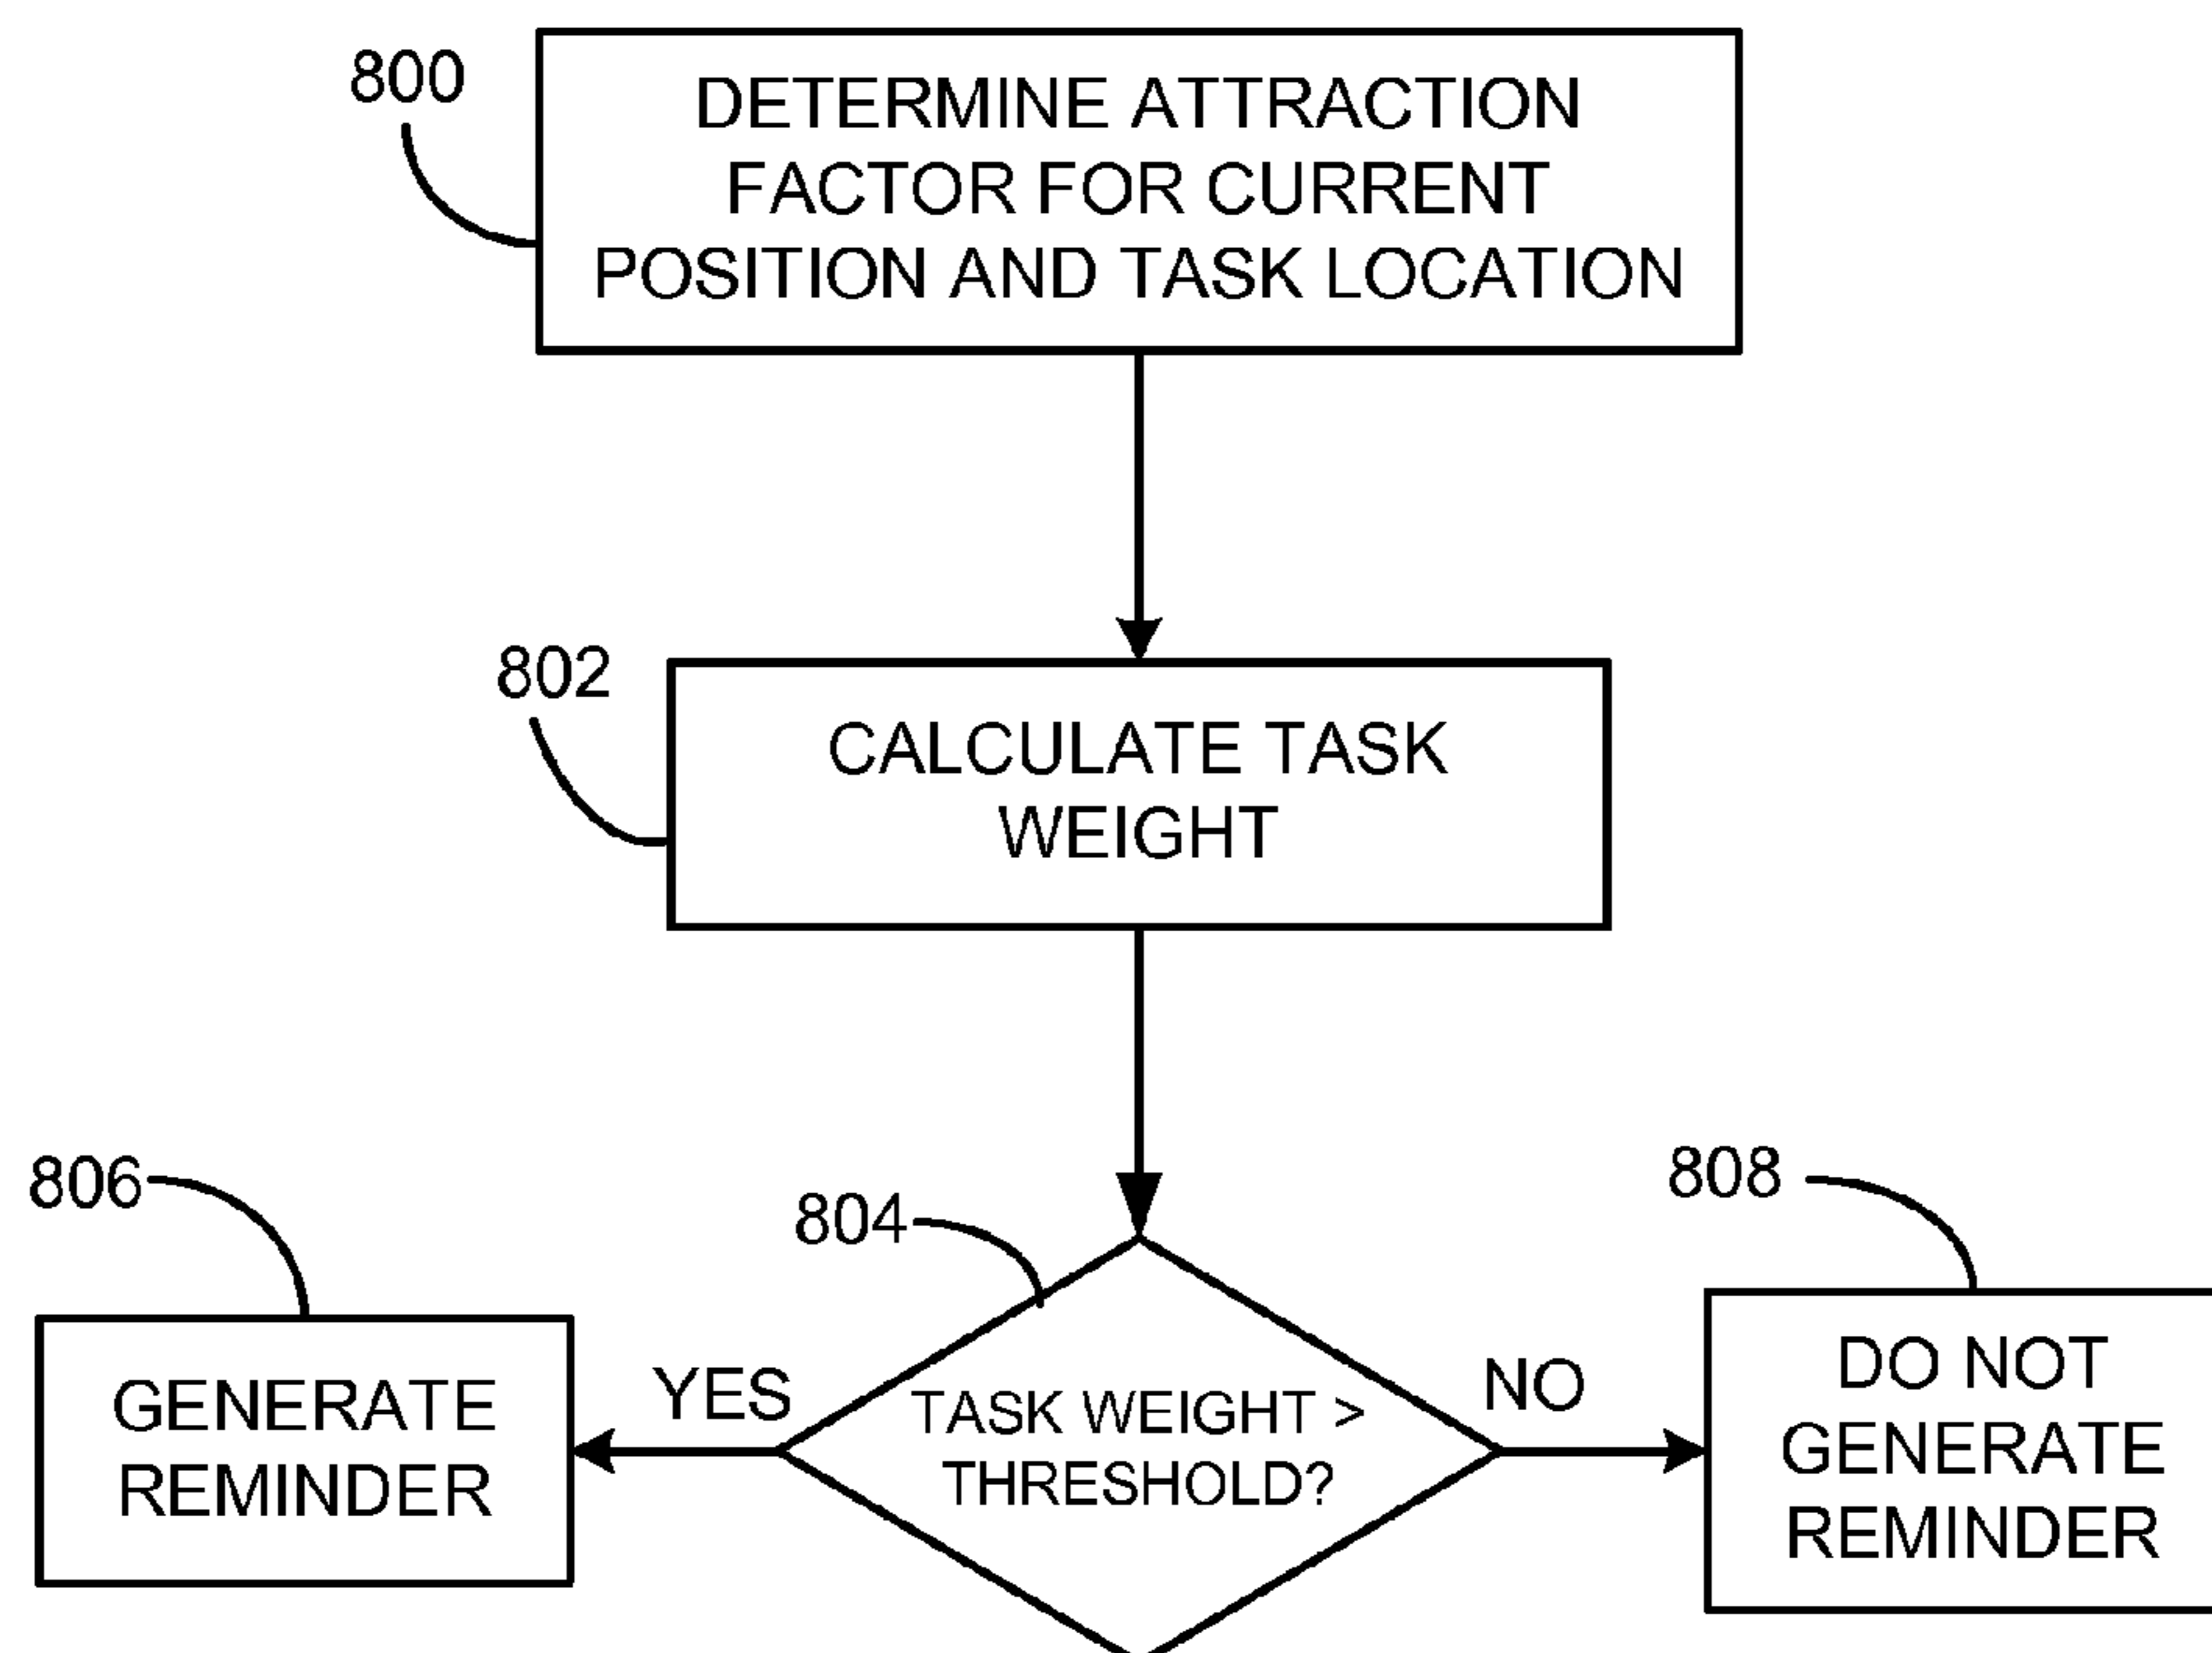 800
DETERMINE ATTRACTION
FACTOR FOR CURRENT
POSITION AND TASK LOCATION
802
CALCULATE TASK
WEIGHT
806
804
808
GENERATE
REMINDER
YES
TASK WEIGHT >
THRESHOLD?
NO
DO NOT
GENERATE
REMINDER